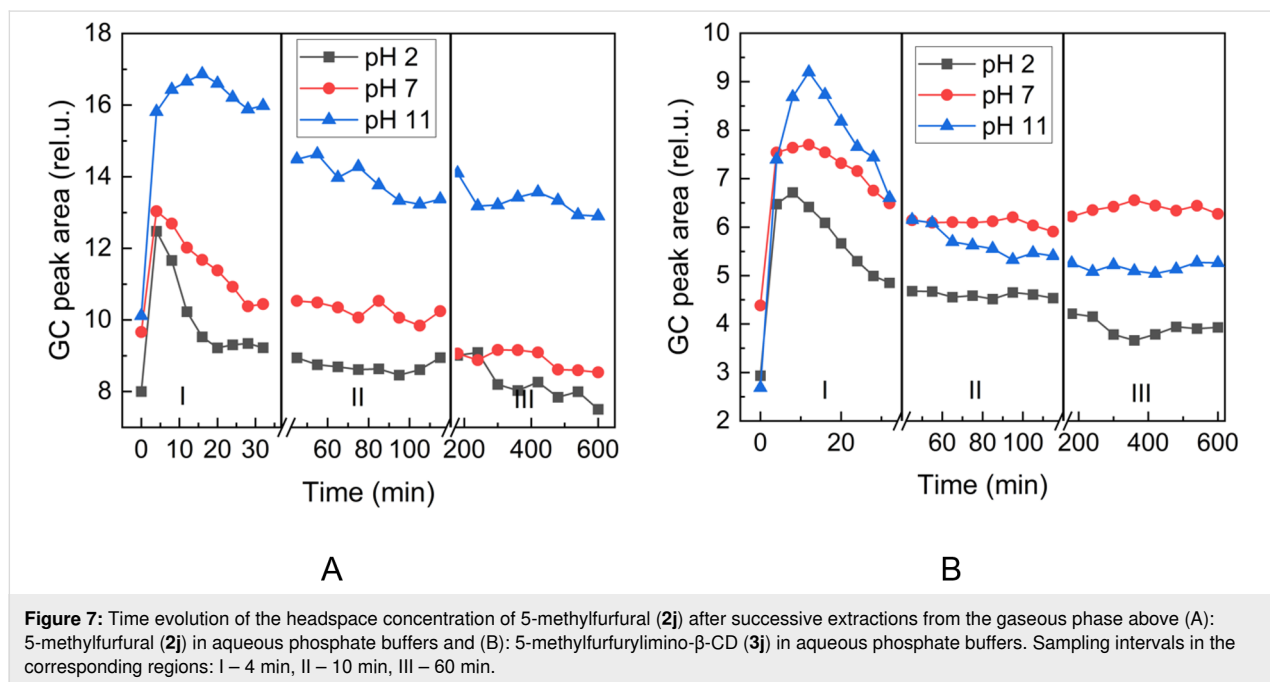 18
16
14
12
10
8
GC peak area (rel.u.)
pH 2
pH 7
pH 11
I
II
III
0 10 20 30 60 80 100 200 400 600
Time (min)
A
10
9
8
7
6
5
4
3
2
GC peak area (rel.u.)
pH 2
pH 7
pH 11
I
II
III
0 20 60 80 100 200 400 600
Time (min)
B
Figure 7: Time evolution of the headspace concentration of 5-methylfurfural (2j) after successive extractions from the gaseous phase above (A):
5-methylfurfural (2j) in aqueous phosphate buffers and (B): 5-methylfurfurylimino-β-CD (3j) in aqueous phosphate buffers. Sampling intervals in the
corresponding regions: I – 4 min, II – 10 min, III – 60 min.